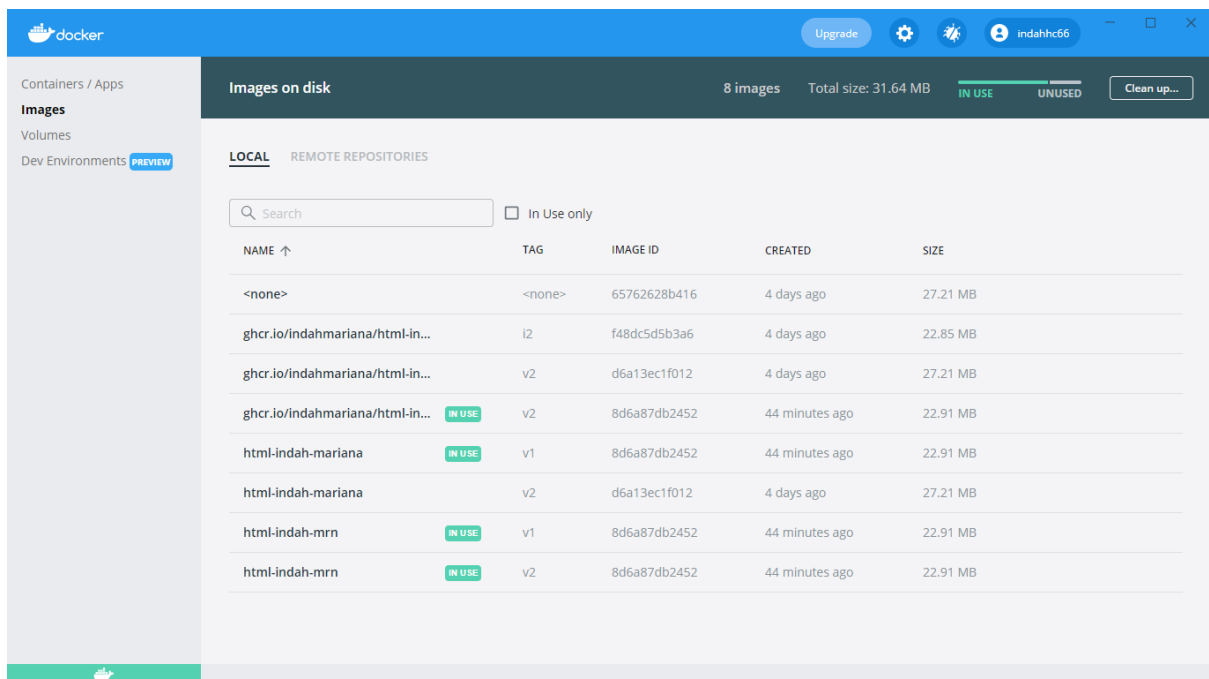 docker
Upgrade
indahhc66
Containers / Apps
Images
Volumes
Dev Environments PREVIEW
Images on disk
8 images Total size: 31.64 MB
IN USE UNUSED
Clean up...
LOCAL REMOTE REPOSITORIES
Search
In Use only
NAME TAG IMAGE ID CREATED SIZE
<none> <none> 65762628b416 4 days ago 27.21 MB
ghcr.io/indahmariana/html-in... i2 f48dc5d5b3a6 4 days ago 22.85 MB
ghcr.io/indahmariana/html-in... v2 d6a13ec1f012 4 days ago 27.21 MB
ghcr.io/indahmariana/html-in... IN USE v2 8d6a87db2452 44 minutes ago 22.91 MB
html-indah-mariana IN USE v1 8d6a87db2452 44 minutes ago 22.91 MB
html-indah-mariana v2 d6a13ec1f012 4 days ago 27.21 MB
html-indah-mrn IN USE v1 8d6a87db2452 44 minutes ago 22.91 MB
html-indah-mrn IN USE v2 8d6a87db2452 44 minutes ago 22.91 MB